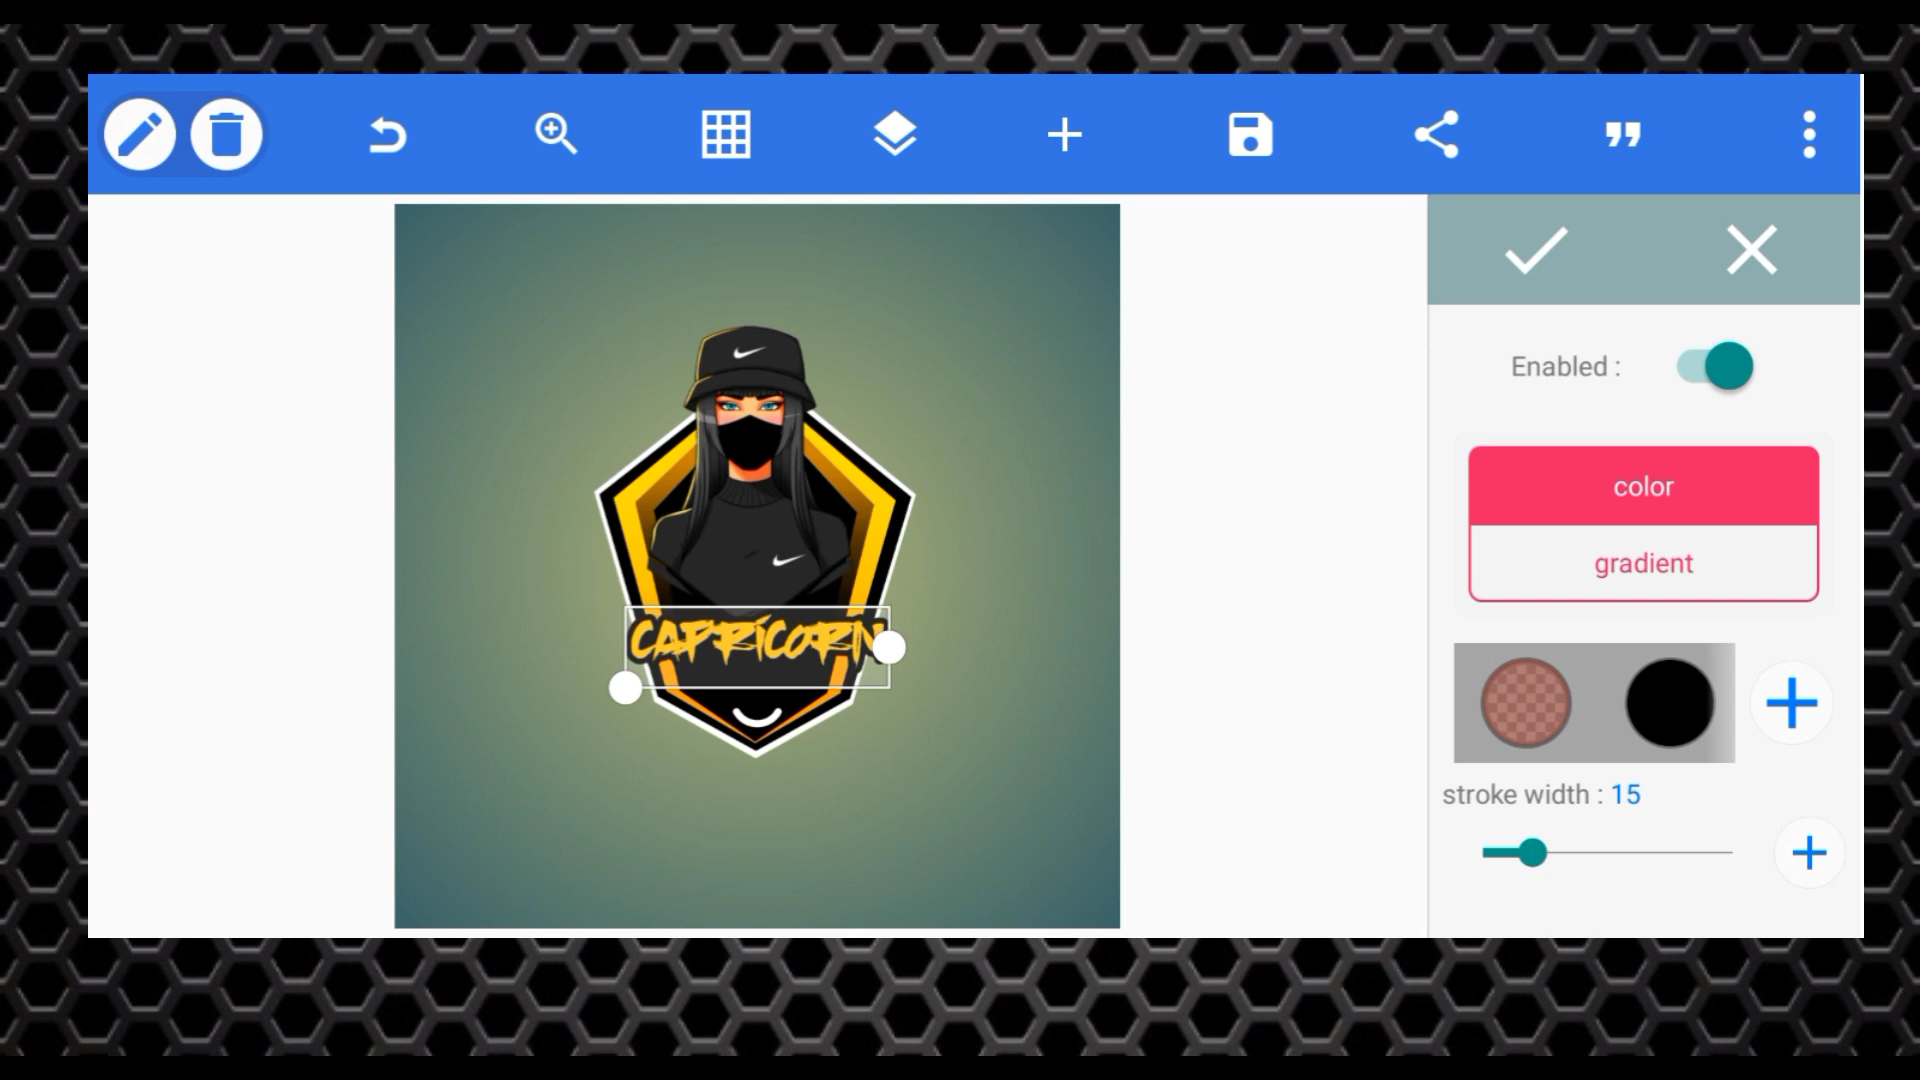 Enabled :
color
gradient
CAPRICORN
stroke width : 15